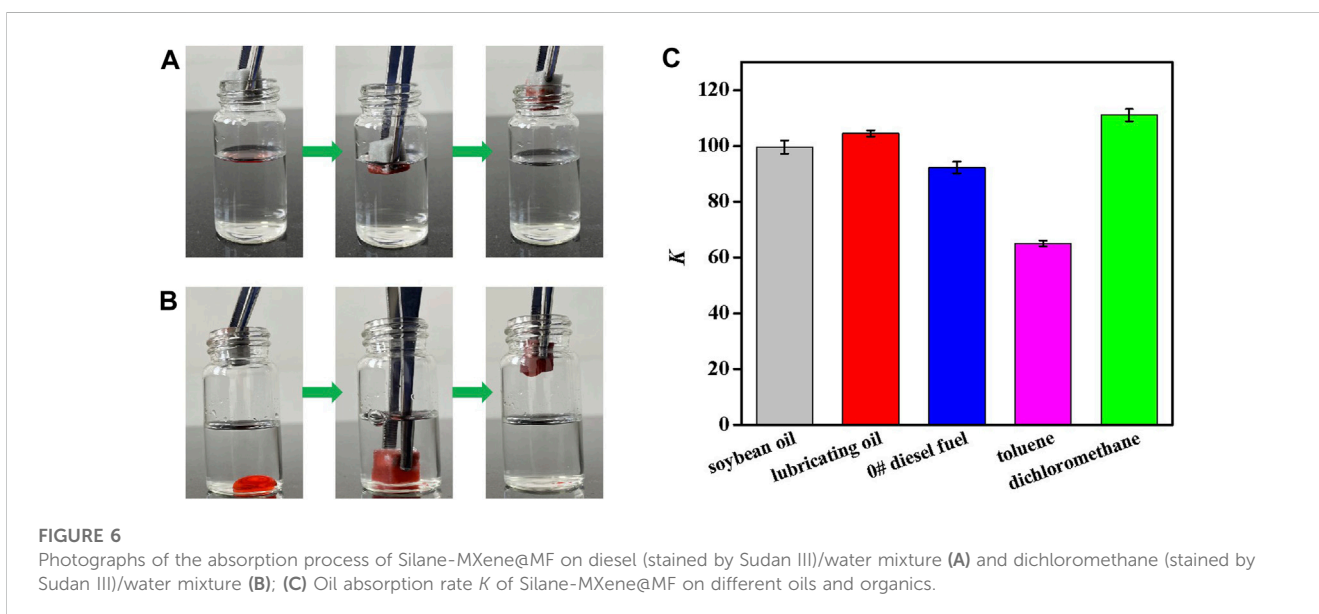 A
B
C
120
100
80
60
40
20
0
K
soybean oil
lubricating oil
0# diesel fuel
toluene
dichloromethane
FIGURE 6
Photographs of the absorption process of Silane-MXene@MF on diesel (stained by Sudan III)/water mixture (A) and dichloromethane (stained by
Sudan III)/water mixture (B); (C) Oil absorption rate K of Silane-MXene@MF on different oils and organics.